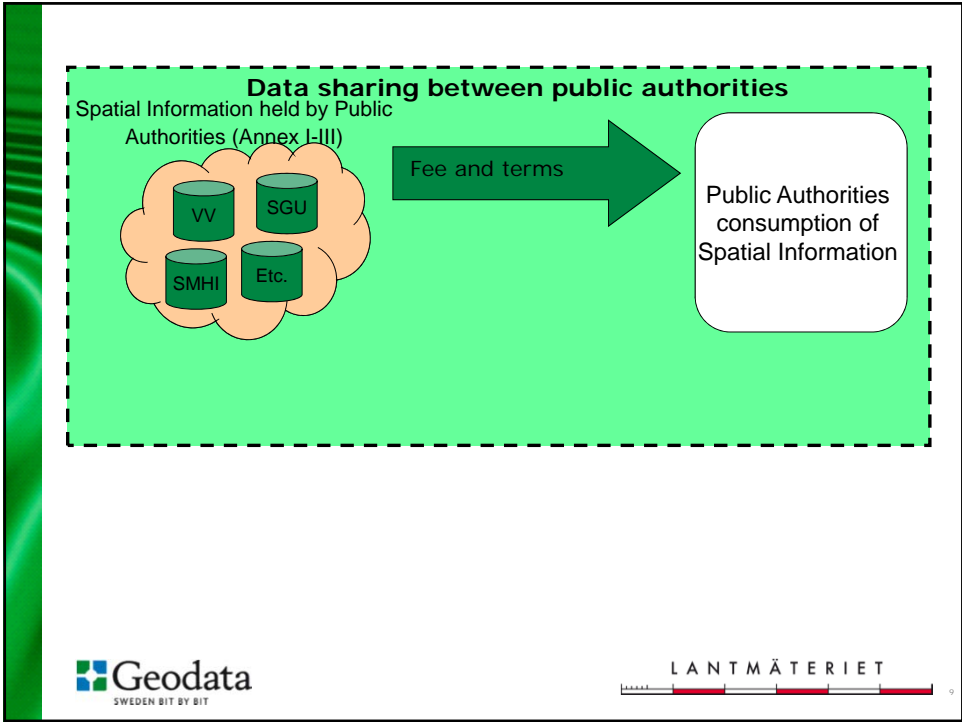 Data sharing between public authorities
Spatial Information held by Public
Authorities (Annex I-III)
VV
SGU
SMHI
Etc.
Fee and terms
Public Authorities
consumption of
Spatial Information
Geodata
SWEDEN BIT BY BIT
LANTMÄTERIET
9